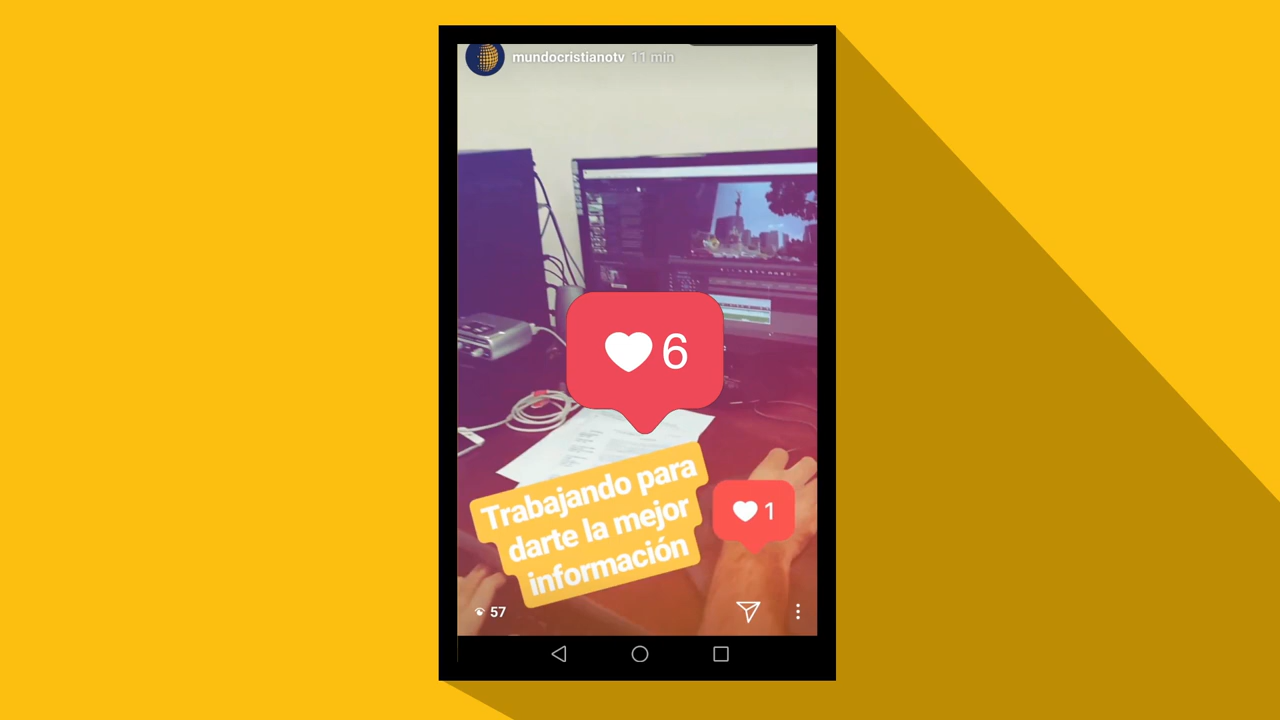 mundocristianotv 11 min
6
Trabajando para
darte la mejor
información
1
57